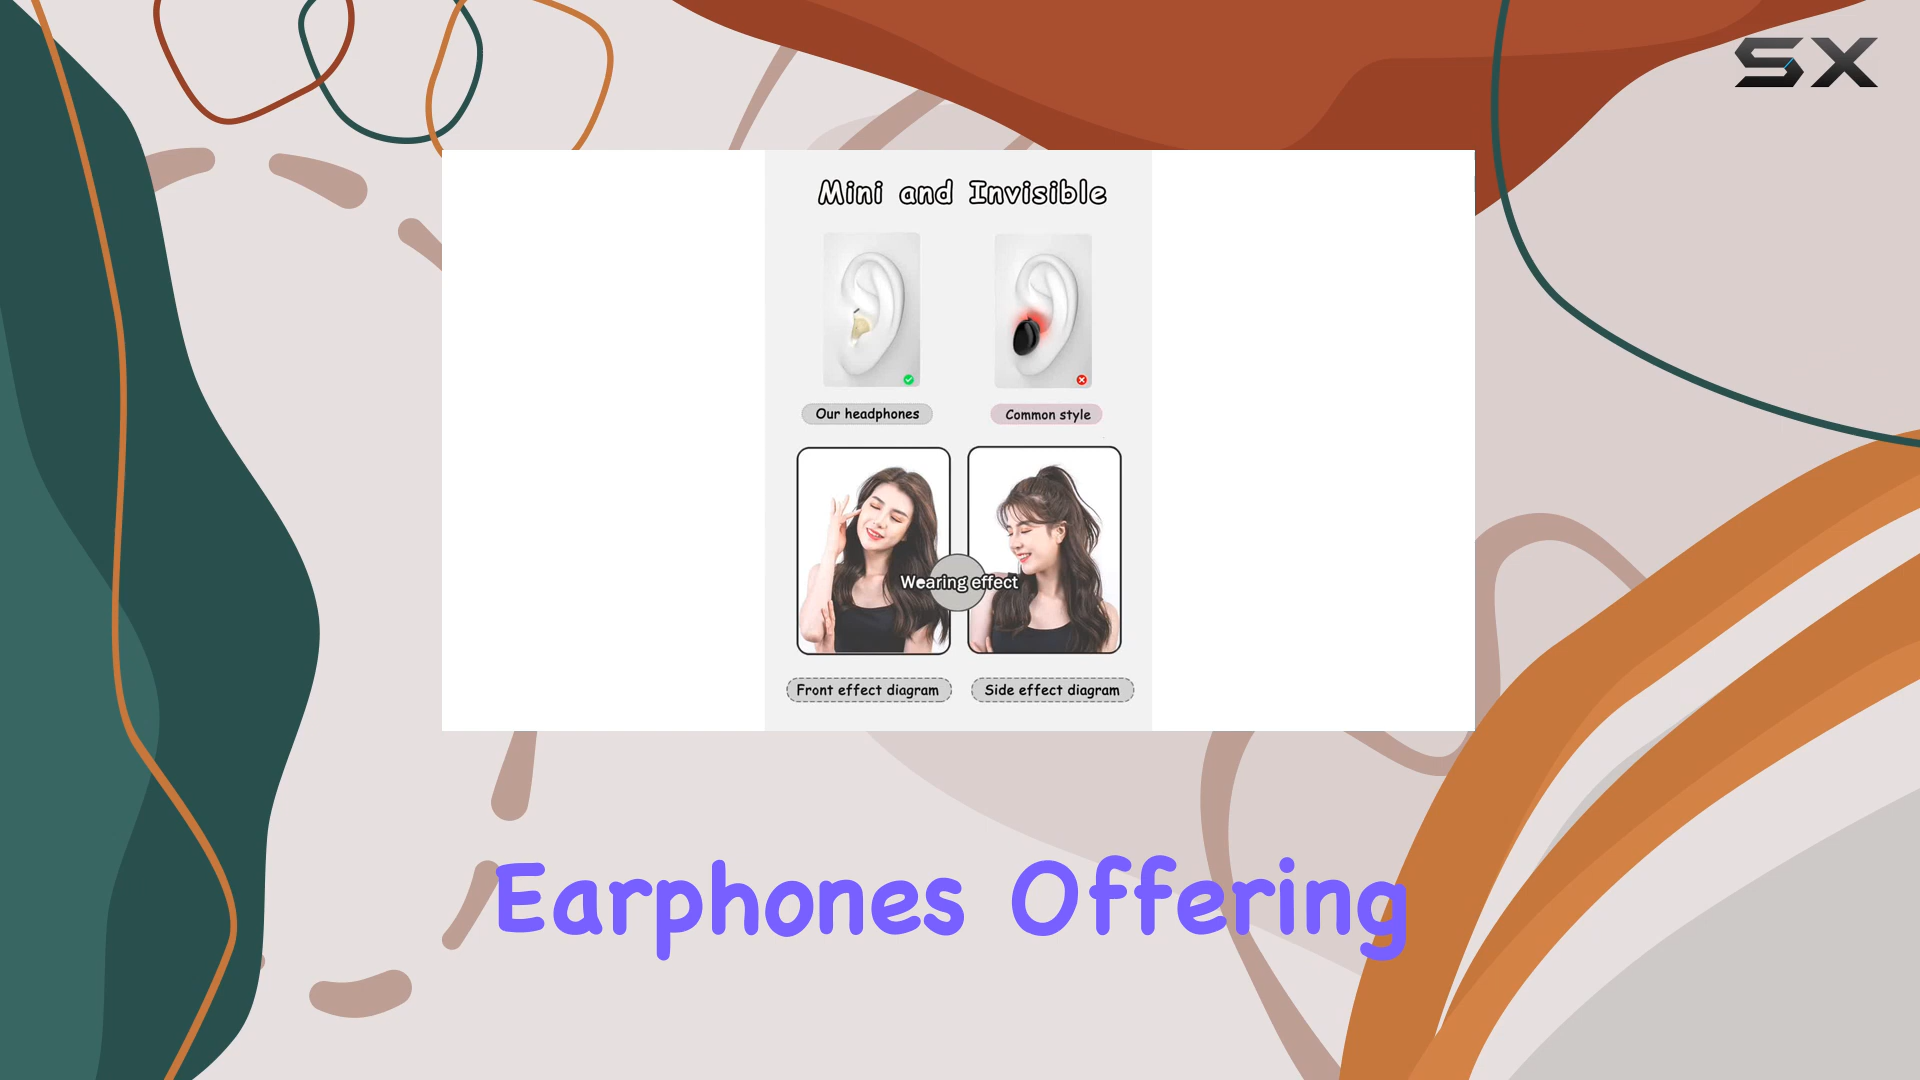 SX
Mini and Invisible
Our headphones
Common style
Wearing effect
Front effect diagram
Side effect diagram
Earphones Offering